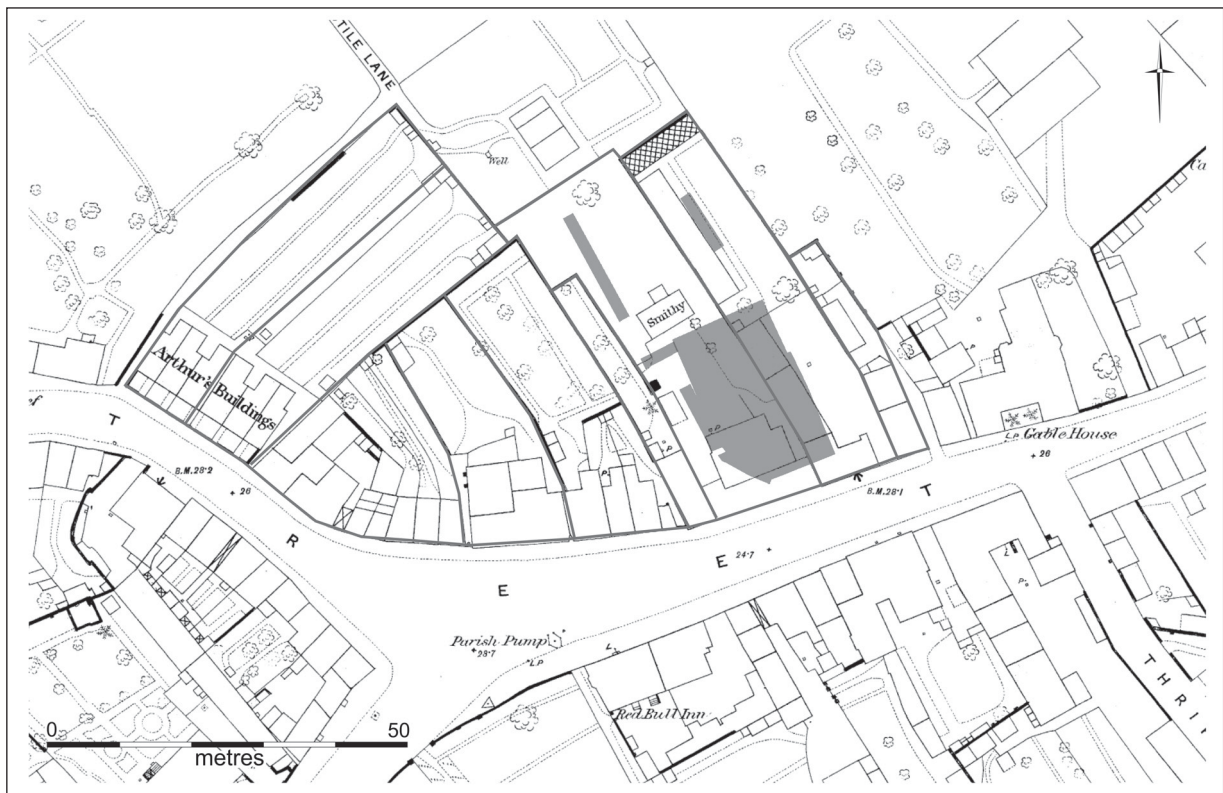 TILE LANE
Well
Smithy
Arthur's Buildings
T
B.M.28·2
26
R
E
E
T
24·7
B.M.28·1
L.P
Gable House
26
P.
Parish Pump
28·7
L.P
Red Bull Inn
L
P.
THRI
0
50
metres